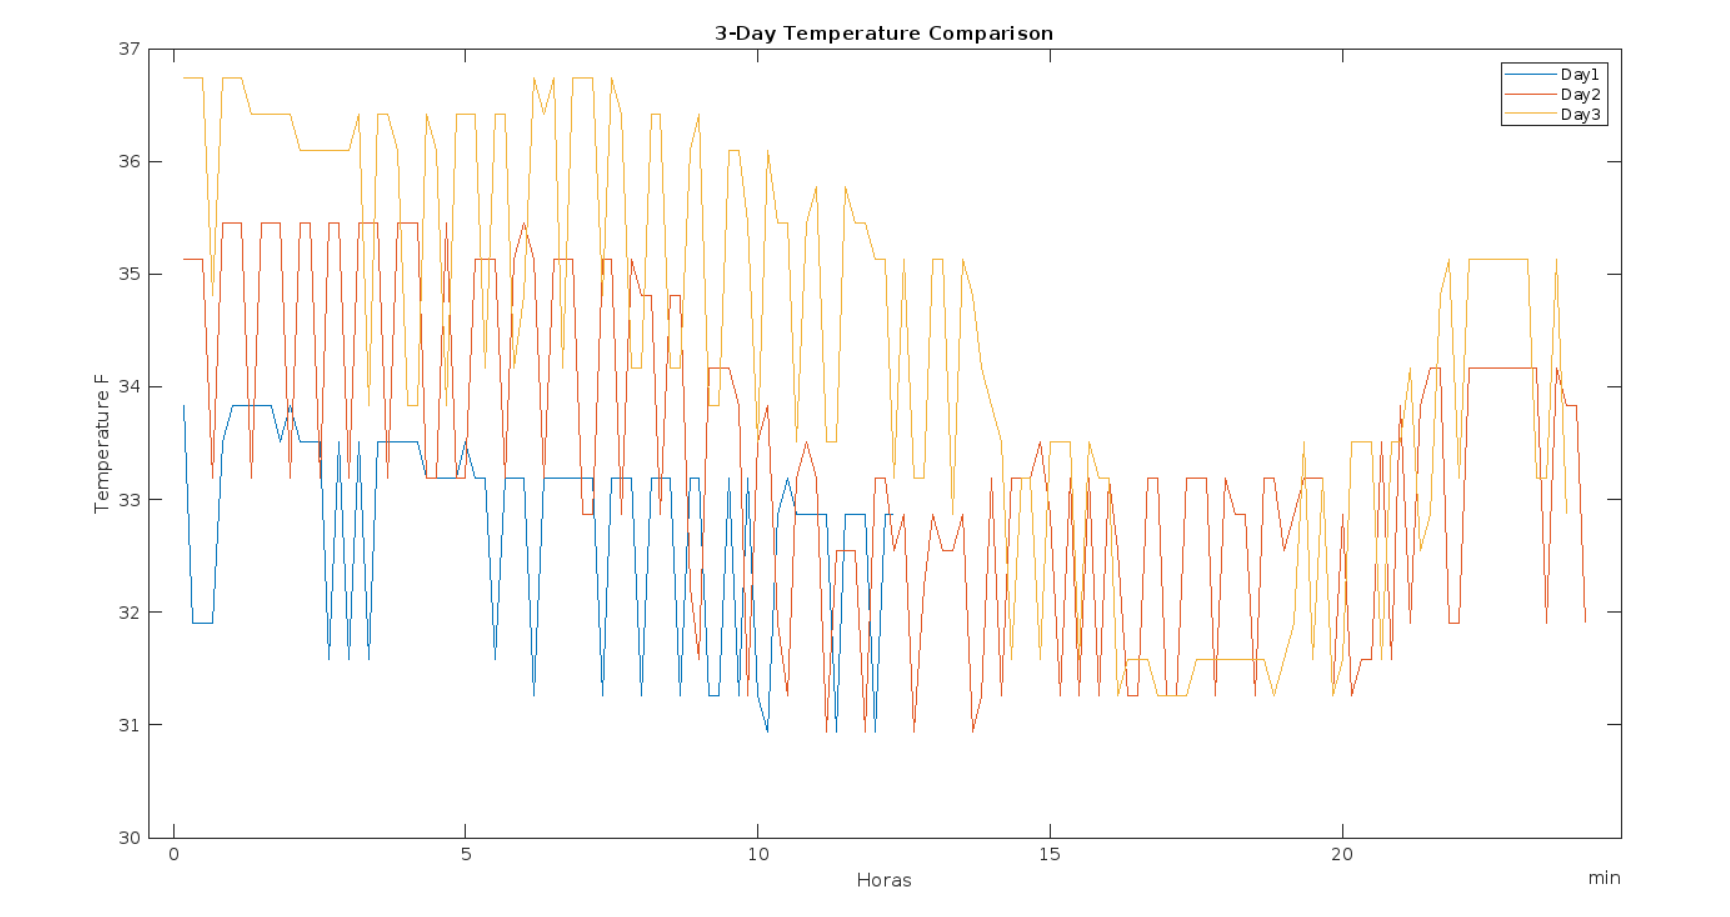 3-Day Temperature Comparison
37
36
35
34
33
32
31
30
Temperature F
Day1
Day2
Day3
0 5 10 15 20
Horas
min